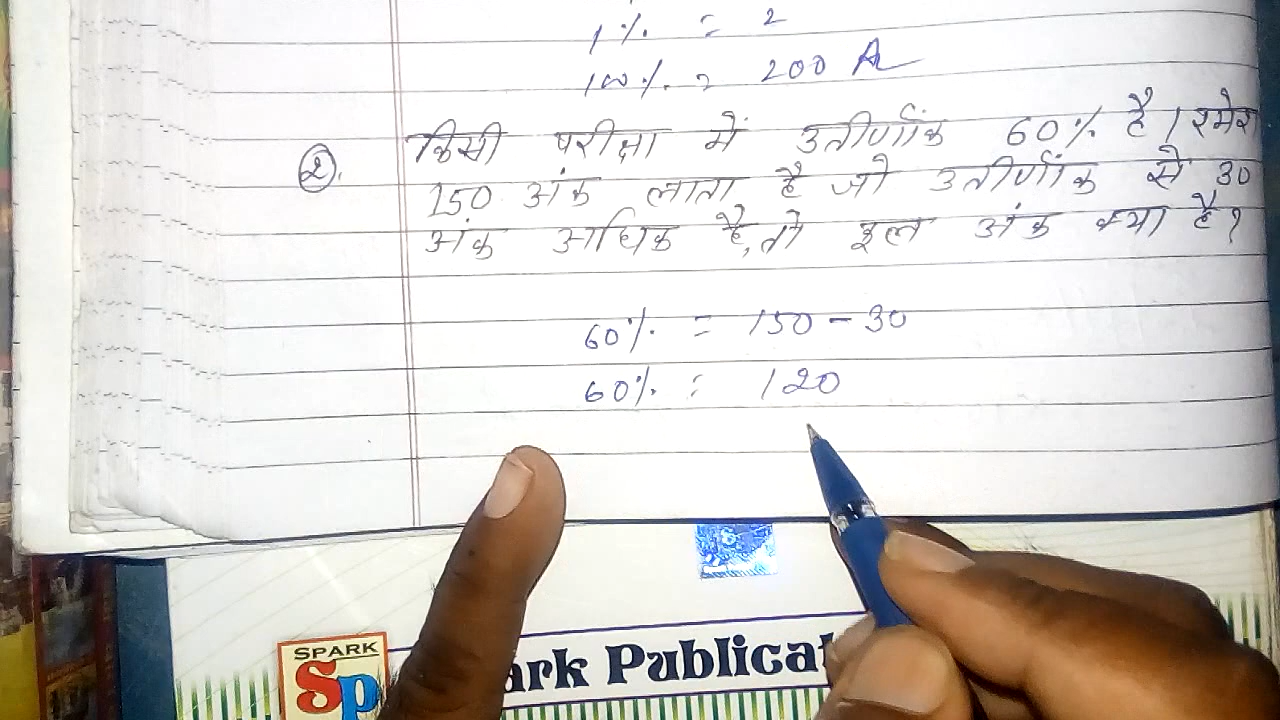 1% = 2
100% = 200 A
②. किसी परीक्षा में उत्तीर्णांक 60% है। रमेश
150 अंक लाता है जो उत्तीर्णांक से 30
अंक अधिक है, तो कुल अंक क्या है?
60% = 150 - 30
60% = 120
SPARK
Sp
ark Publicat